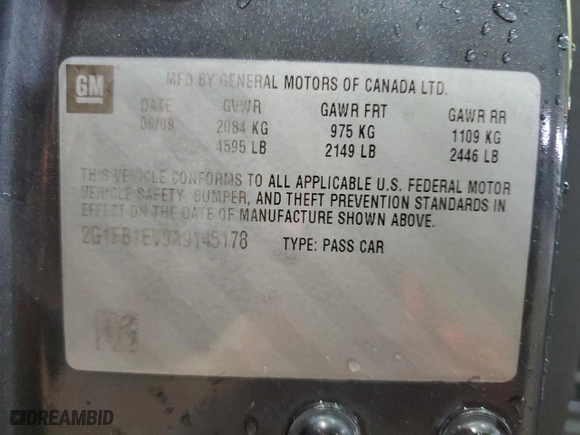 GM
MFD BY GENERAL MOTORS OF CANADA LTD.
DATE GVWR GAWR FRT GAWR RR
06/09 2084 KG 975 KG 1109 KG
4595 LB 2149 LB 2446 LB
THIS VEHICLE CONFORMS TO ALL APPLICABLE U.S. FEDERAL MOTOR
VEHICLE SAFETY, BUMPER, AND THEFT PREVENTION STANDARDS IN
EFFECT ON THE DATE OF MANUFACTURE SHOWN ABOVE.
2G1FB1EV9A9145178 TYPE: PASS CAR
DREAMBID